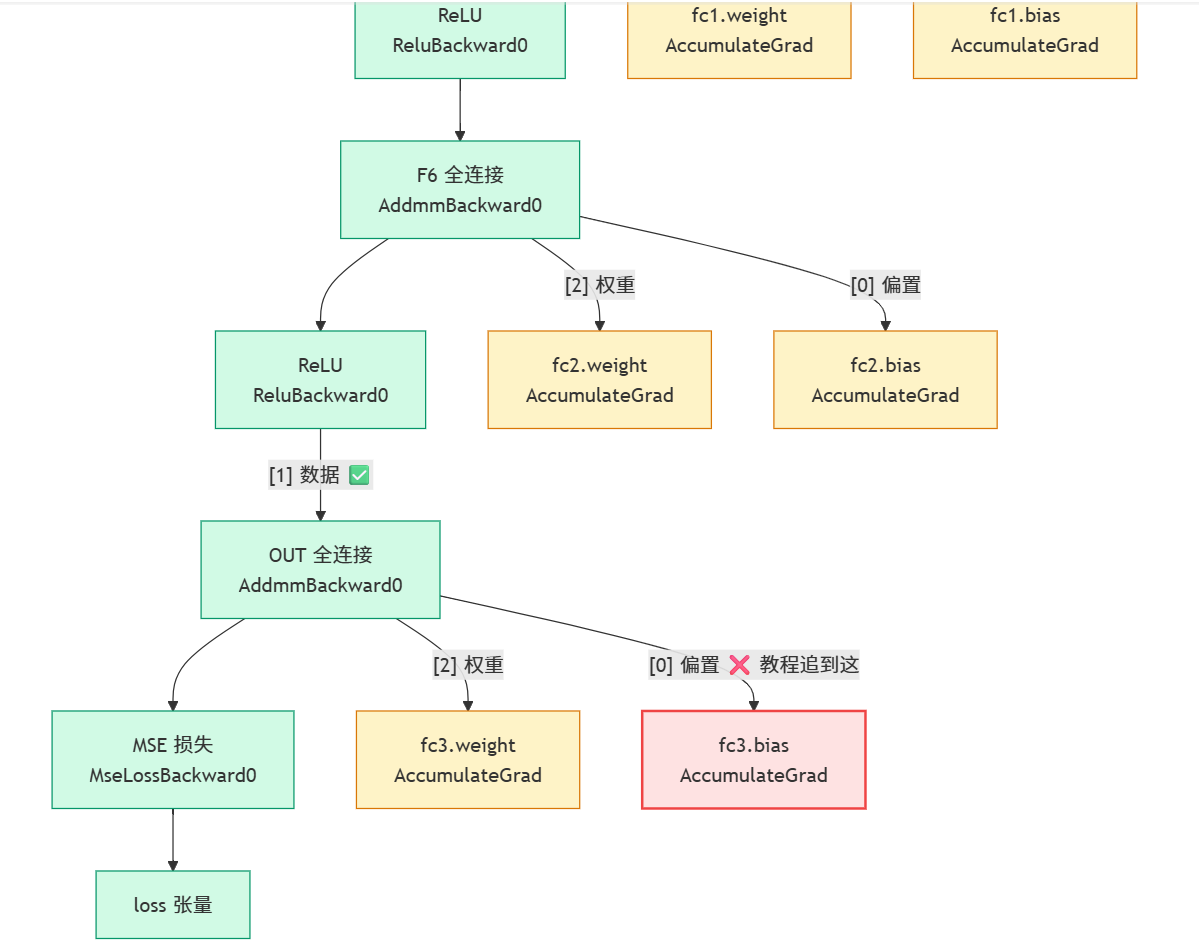 ReLU
ReluBackward0
fc1.weight
AccumulateGrad
fc1.bias
AccumulateGrad
F6 全连接
AddmmBackward0
[2] 权重
[0] 偏置
ReLU
ReluBackward0
fc2.weight
AccumulateGrad
fc2.bias
AccumulateGrad
[1] 数据 ✅
OUT 全连接
AddmmBackward0
[2] 权重
[0] 偏置 ❌ 教程追到这
MSE 损失
MseLossBackward0
fc3.weight
AccumulateGrad
fc3.bias
AccumulateGrad
loss 张量